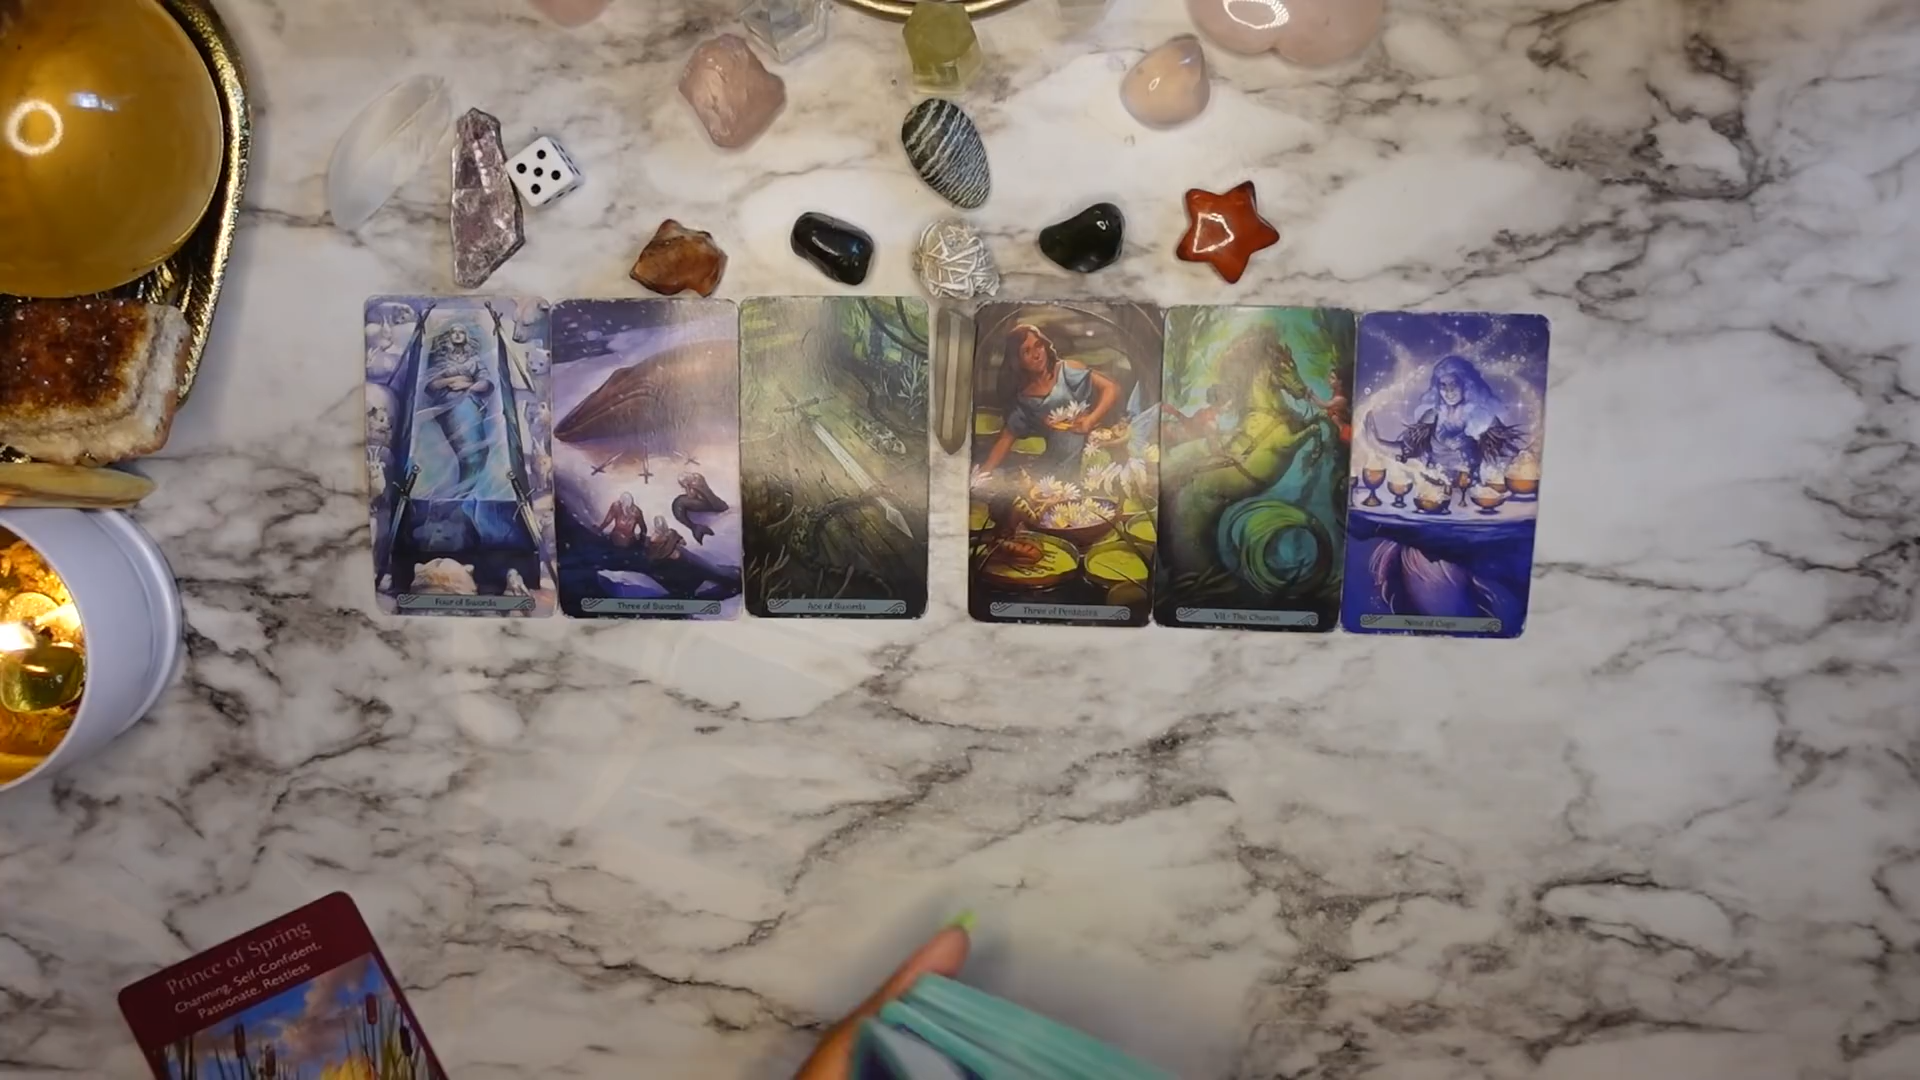 Four of Swords
Three of Swords
Ace of Swords
Three of Pentacles
VII - The Chariot
Nine of Cups
Prince of Spring
Charming, Self-Confident,
Passionate, Restless